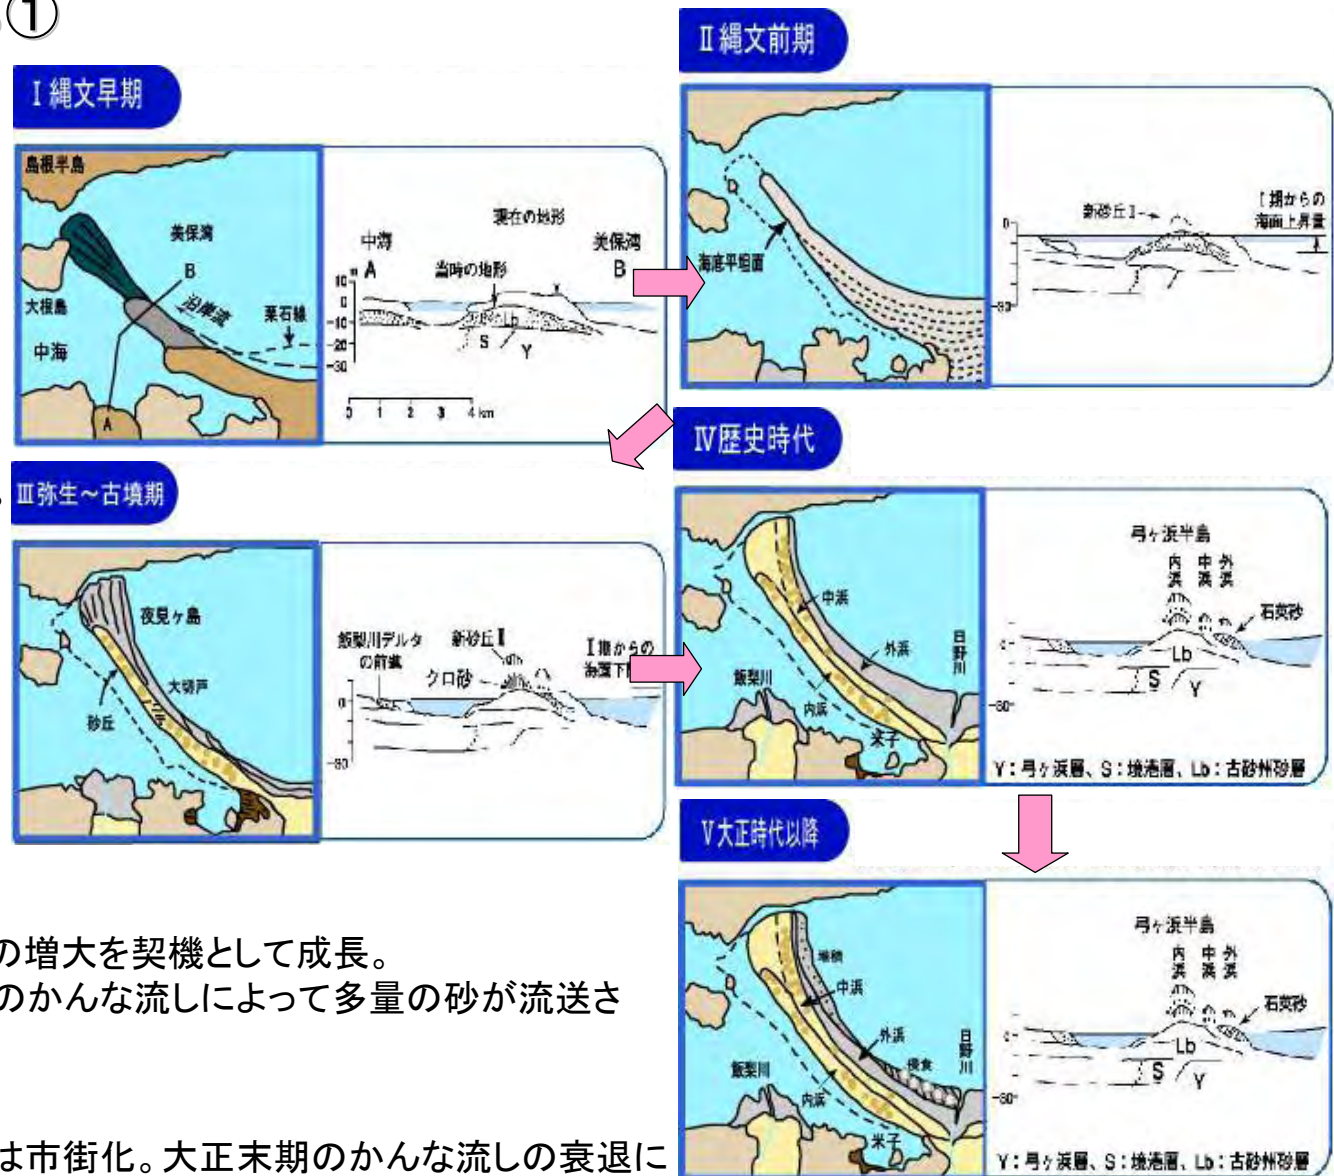 ①
Ⅰ縄文早期
島根半島
美保湾
B
大根島
沿岸流
栗石線
中海
A
現在の地形
中海
美保湾
A
当時の地形
B
m
10
0
-10
-20
-30
Lb
S
Y
0 1 2 3 4 km
Ⅱ縄文前期
海底平坦面
新砂丘Ⅰ
Ⅰ期からの
海面上昇量
0
Ⅲ弥生~古墳期
夜見ヶ島
大切戸
砂丘
飯梨川デルタ
の前進
新砂丘Ⅱ
クロ砂
Ⅰ期からの
0
Ⅳ歴史時代
中浜
外浜
日野川
飯梨川
内浜
米子
弓ヶ浜半島
内浜
中浜
外浜
石英砂
Lb
S
Y
Y:弓ヶ浜層、S:境港層、Lb:古砂州砂層
Ⅴ大正時代以降
堆積
中浜
外浜
日野川
侵食
飯梨川
内浜
米子
弓ヶ浜半島
内浜
中浜
外浜
石英砂
Lb
S
Y
Y:弓ヶ浜層、S:境港層、Lb:古砂州砂層
の増大を契機として成長。
のかんな流しによって多量の砂が流送さ
は市街化。大正末期のかんな流しの衰退に